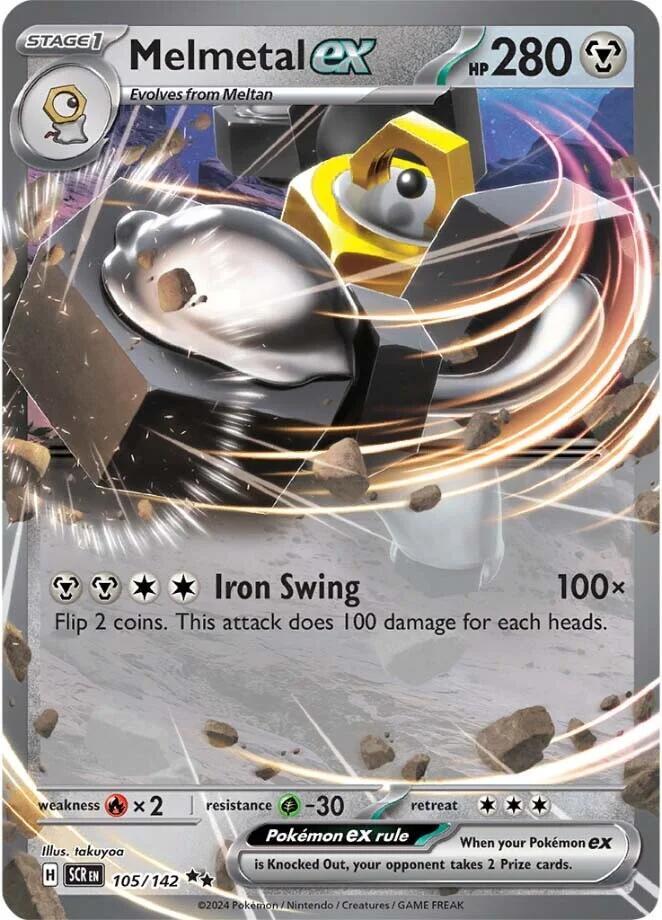 STAGE1
Melmetal ex HP 280
Evolves from Meltan
Iron Swing 100×
Flip 2 coins. This attack does 100 damage for each heads.
weakness ×2 resistance -30 retreat
Pokémon ex rule When your Pokémon ex
is Knocked Out, your opponent takes 2 Prize cards.
Illus. takuyoa
H SCR EN 105/142
©2024 Pokémon / Nintendo / Creatures / GAME FREAK